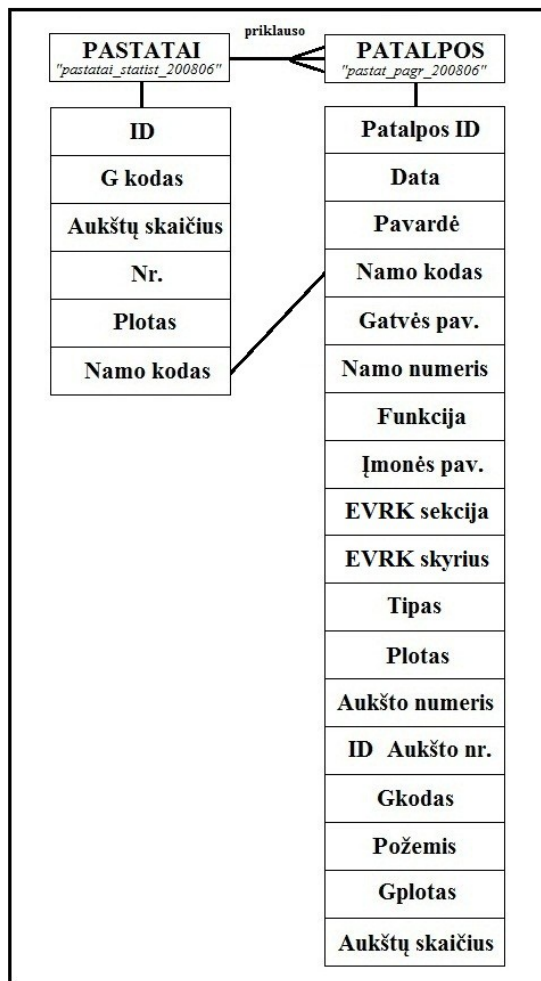 priklauso
PASTATAI
"pastatai_statist_200806"
ID
G kodas
Aukštų skaičius
Nr.
Plotas
Namo kodas
PATALPOS
"pastat_pagr_200806"
Patalpos ID
Data
Pavardė
Namo kodas
Gatvės pav.
Namo numeris
Funkcija
Įmonės pav.
EVRK sekcija
EVRK skyrius
Tipas
Plotas
Aukšto numeris
ID Aukšto nr.
Gkodas
Požemis
Gplotas
Aukštų skaičius